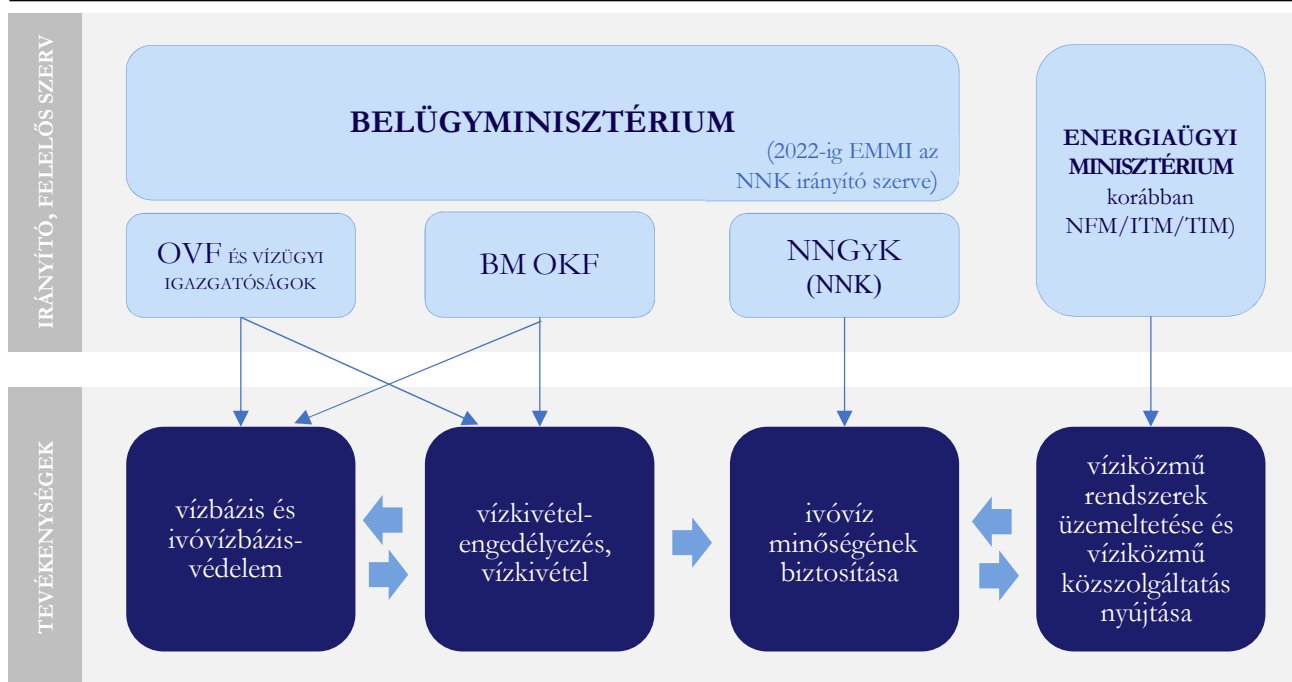 IRÁNYÍTÓ, FELELŐS SZERV
BELÜGYMINISZTÉRIUM
(2022-ig EMMI az
NNK irányító szerve)
ENERGIAÜGYI
MINISZTÉRIUM
korábban
NFM/ITM/TIM)
OVF ÉS VÍZÜGYI
IGAZGATÓSÁGOK
BM OKF
NNGYK
(NNK)
TEVÉKENYSÉGEK
vízbázis és
ivóvízbázis-
védelem
vízkivétel-
engedélyezés,
vízkivétel
ivóvíz
minőségének
biztosítása
víziközmű
rendszerek
üzemeltetése és
víziközmű
közszolgáltatás
nyújtása